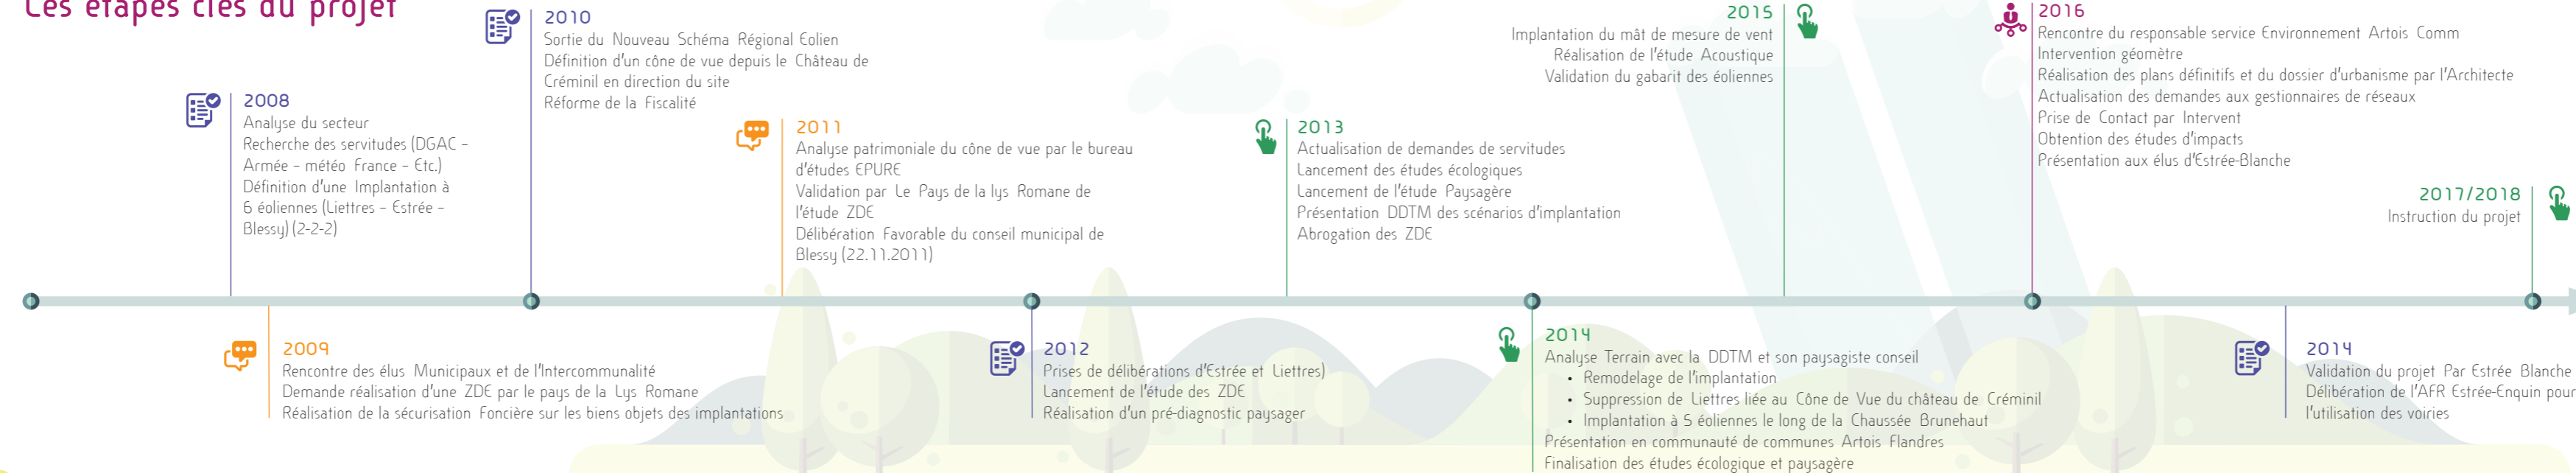 Les étapes clés du projet
2008
Analyse du secteur
Recherche des servitudes (DGAC –
Armée – météo France – Etc.)
Définition d'une Implantation à
6 éoliennes (Liettres – Estrée –
Blessy) (2-2-2)
2009
Rencontre des élus Municipaux et de l'Intercommunalité
Demande réalisation d'une ZDE par le pays de la Lys Romane
Réalisation de la sécurisation Foncière sur les biens objets des implantations
2010
Sortie du Nouveau Schéma Régional Eolien
Définition d'un cône de vue depuis le Château de
Créminil en direction du site
Réforme de la Fiscalité
2011
Analyse patrimoniale du cône de vue par le bureau
d'études EPURE
Validation par Le Pays de la lys Romane de
l'étude ZDE
Délibération Favorable du conseil municipal de
Blessy (22.11.2011)
2012
Prises de délibérations d'Estrée et Liettres)
Lancement de l'étude des ZDE
Réalisation d'un pré-diagnostic paysager
2013
Actualisation de demandes de servitudes
Lancement des études écologiques
Lancement de l'étude Paysagère
Présentation DDTM des scénarios d'implantation
Abrogation des ZDE
2014
Analyse Terrain avec la DDTM et son paysagiste conseil
• Remodelage de l'implantation
• Suppression de Liettres liée au Cône de Vue du château de Créminil
• Implantation à 5 éoliennes le long de la Chaussée Brunehaut
Présentation en communauté de communes Artois Flandres
Finalisation des études écologique et paysagère
2015
Implantation du mât de mesure de vent
Réalisation de l'étude Acoustique
Validation du gabarit des éoliennes
2016
Rencontre du responsable service Environnement Artois Comm
Intervention géomètre
Réalisation des plans définitifs et du dossier d'urbanisme par l'Architecte
Actualisation des demandes aux gestionnaires de réseaux
Prise de Contact par Intervent
Obtention des études d'impacts
Présentation aux élus d'Estrée-Blanche
2014
Validation du projet Par Estrée Blanche
Délibération de l'AFR Estrée-Enquin pour
l'utilisation des voiries
2017/2018
Instruction du projet